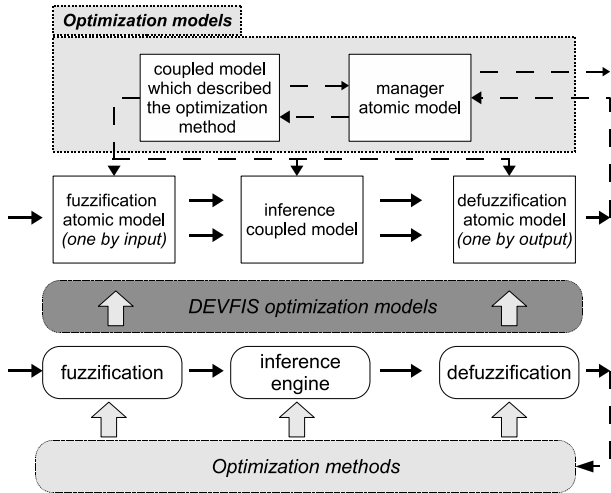 Optimization models
coupled model
which described
the optimization
method
manager
atomic model
fuzzification
atomic model
(one by input)
inference
coupled model
defuzzification
atomic model
(one by output)
DEVFIS optimization models
fuzzification
inference
engine
defuzzification
Optimization methods